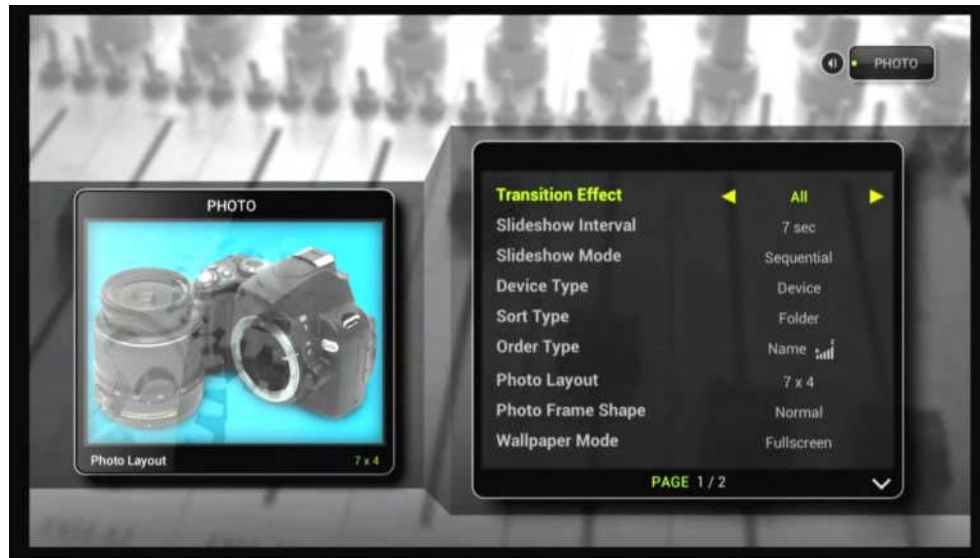 PHOTO
PHOTO
Photo Layout 7 x 4
Transition Effect All
Slideshow Interval 7 sec
Slideshow Mode Sequential
Device Type Device
Sort Type Folder
Order Type Name
Photo Layout 7 x 4
Photo Frame Shape Normal
Wallpaper Mode Fullscreen
PAGE 1 / 2